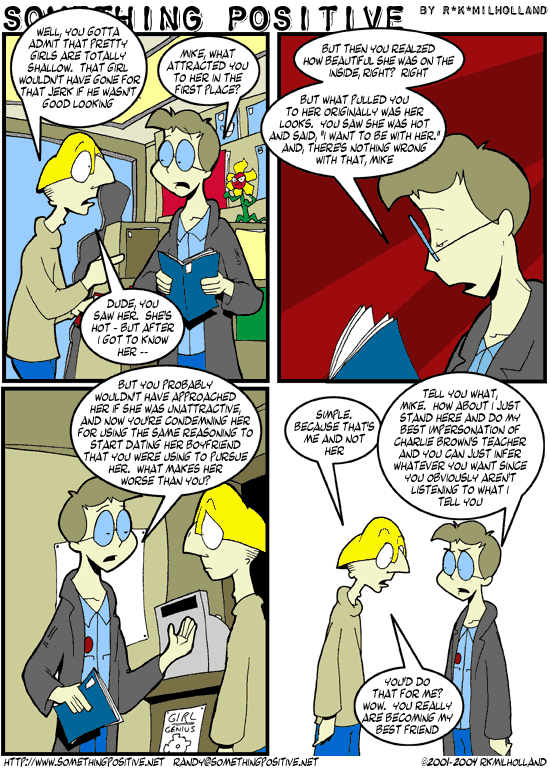 SOMETHING POSITIVE
BY R*K*MILHOLLAND
WELL, YOU GOTTA
ADMIT THAT PRETTY
GIRLS ARE TOTALLY
SHALLOW. THAT GIRL
WOULDN'T HAVE GONE FOR
THAT JERK IF HE WASN'T
GOOD LOOKING
MIKE, WHAT
ATTRACTED YOU
TO HER IN THE
FIRST PLACE?
DUDE, YOU
SAW HER. SHE'S
HOT - BUT AFTER
I GOT TO KNOW
HER --
BUT THEN YOU REALIZED
HOW BEAUTIFUL SHE WAS ON THE
INSIDE, RIGHT? RIGHT
BUT WHAT PULLED YOU
TO HER ORIGINALLY WAS HER
LOOKS. YOU SAW SHE WAS HOT
AND SAID, "I WANT TO BE WITH HER."
AND, THERE'S NOTHING WRONG
WITH THAT, MIKE
BUT YOU PROBABLY
WOULDN'T HAVE APPROACHED
HER IF SHE WAS UNATTRACTIVE,
AND NOW YOU'RE CONDEMNING HER
FOR USING THE SAME REASONING TO
START DATING HER BOYFRIEND
THAT YOU WERE USING TO PURSUE
HER. WHAT MAKES HER
WORSE THAN YOU?
GIRL
GENIUS
SIMPLE.
BECAUSE THAT'S
ME AND NOT
HER
TELL YOU WHAT,
MIKE. HOW ABOUT I JUST
STAND HERE AND DO MY
BEST IMPERSONATION OF
CHARLIE BROWN'S TEACHER
AND YOU CAN JUST INFER
WHATEVER YOU WANT SINCE
YOU OBVIOUSLY AREN'T
LISTENING TO WHAT I
TELL YOU
YOU'D DO
THAT FOR ME?
WOW. YOU REALLY
ARE BECOMING MY
BEST FRIEND
HTTP://WWW.SOMETHINGPOSITIVE.NET RANDY@SOMETHINGPOSITIVE.NET ©2001-2004 RKMILHOLLAND